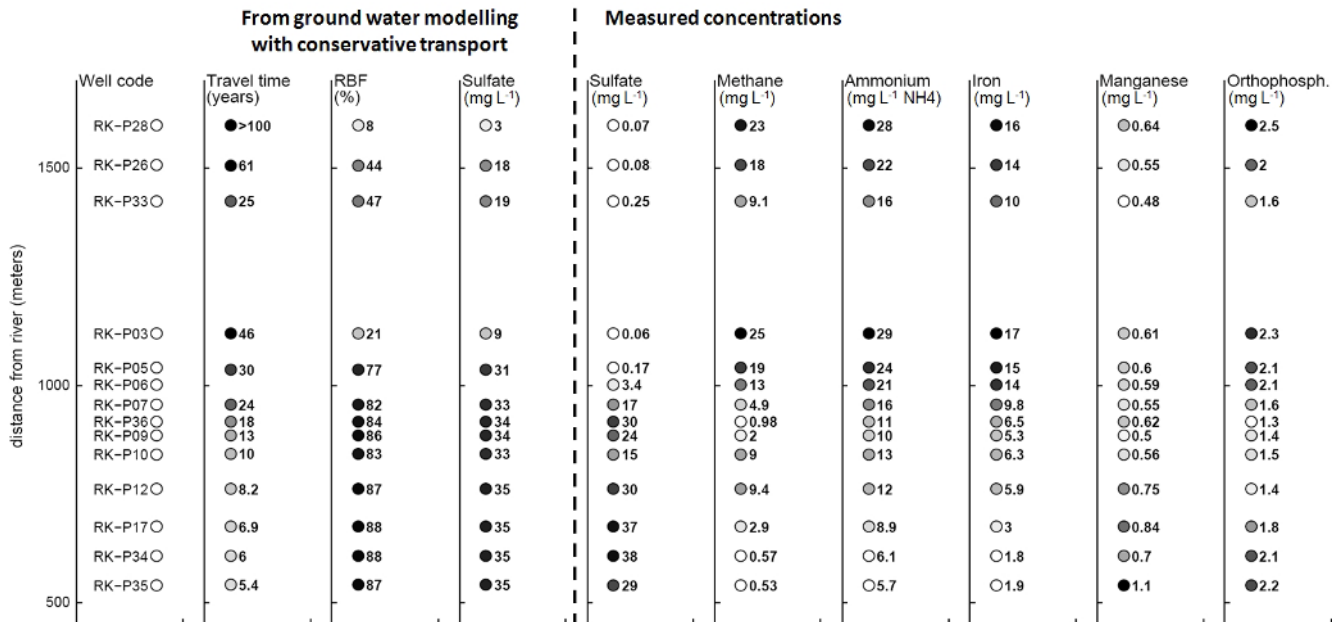 From ground water modelling Measured concentrations
with conservative transport
Well code Travel time RBF Sulfate Sulfate Methane Ammonium Iron Manganese Orthophosph.
(years) (%) (mg L-1) (mg L-1) (mg L-1) (mg L-1 NH4) (mg L-1) (mg L-1) (mg L-1)
RK-P28 >100 8 3 0.07 23 28 16 0.64 2.5
1500 RK-P26 61 44 18 0.08 18 22 14 0.55 2
RK-P33 25 47 19 0.25 9.1 16 10 0.48 1.6
distance from river (meters)
RK-P03 46 21 9 0.06 25 29 17 0.61 2.3
RK-P05 30 77 31 0.17 19 24 15 0.6 2.1
1000 RK-P06 3.4 13 21 14 0.59 2.1
RK-P07 24 82 33 17 4.9 16 9.8 0.55 1.6
RK-P36 18 84 34 30 0.98 11 6.5 0.62 1.3
RK-P09 13 86 34 24 2 10 5.3 0.5 1.4
RK-P10 10 83 33 15 9 13 6.3 0.56 1.5
RK-P12 8.2 87 35 30 9.4 12 5.9 0.75 1.4
RK-P17 6.9 88 35 37 2.9 8.9 3 0.84 1.8
RK-P34 6 88 35 38 0.57 6.1 1.8 0.7 2.1
RK-P35 5.4 87 35 29 0.53 5.7 1.9 1.1 2.2
500